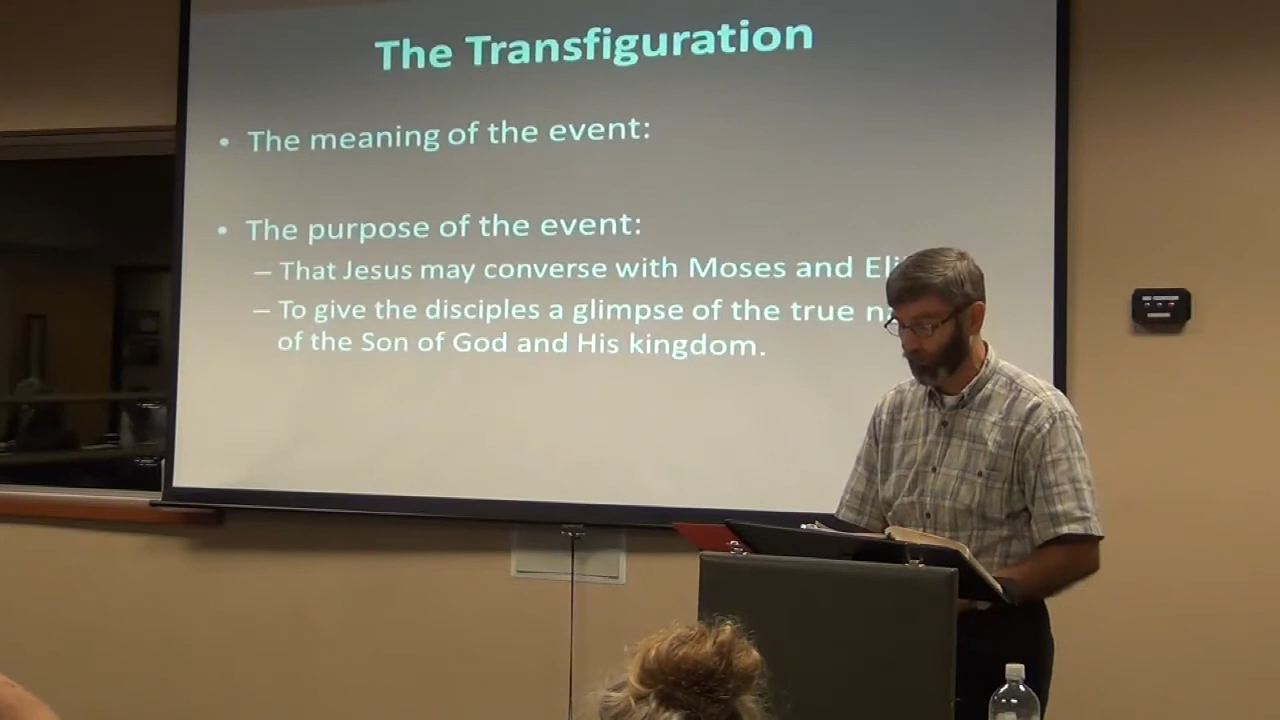 The Transfiguration
• The meaning of the event:
• The purpose of the event:
– That Jesus may converse with Moses and
– To give the disciples a glimpse of the true
of the Son of God and His kingdom.